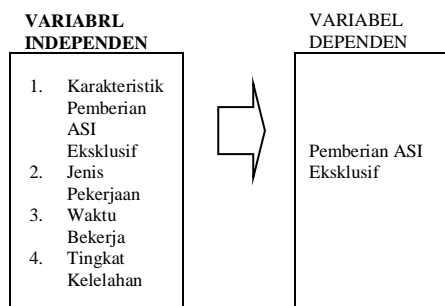 VARIABRL
INDEPENDEN
1. Karakteristik
Pemberian
ASI
Eksklusif
2. Jenis
Pekerjaan
3. Waktu
Bekerja
4. Tingkat
Kelelahan
VARIABEL
DEPENDEN
Pemberian ASI
Eksklusif